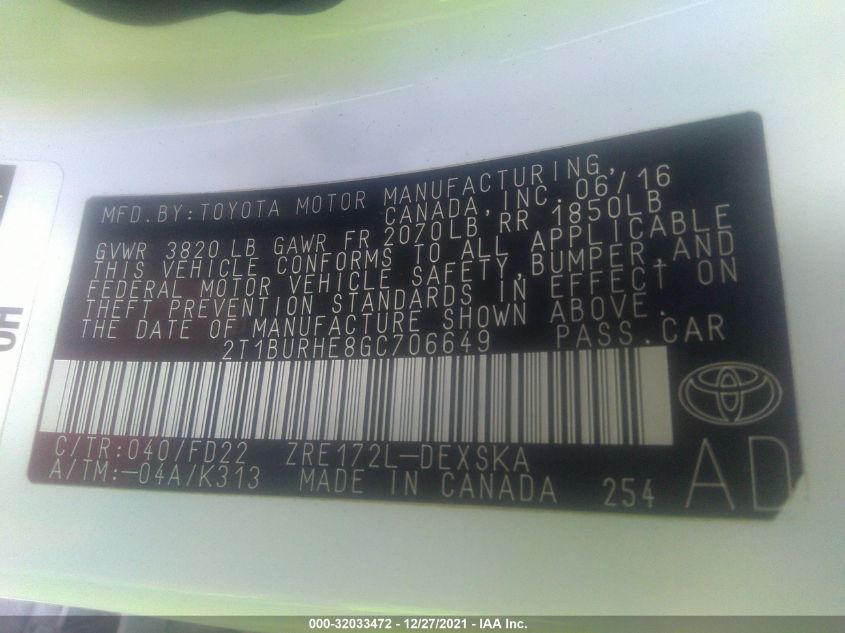 MFD.BY:TOYOTA MOTOR MANUFACTURING,
CANADA, INC. 06/16
GVWR 3820 LB GAWR FR 2070LB, RR 1850LB
THIS VEHICLE CONFORMS TO ALL APPLICABLE
FEDERAL MOTOR VEHICLE SAFETY,BUMPER,AND
THEFT PREVENTION STANDARDS IN EFFECT ON
THE DATE OF MANUFACTURE SHOWN ABOVE.
2T1BURHE8GC706649 PASS.CAR
C/TR:040/FD22 ZRE172L-DEXSKA
A/TM:-04A/K313 MADE IN CANADA 254
AD
000-32033472 - 12/27/2021 - IAA Inc.